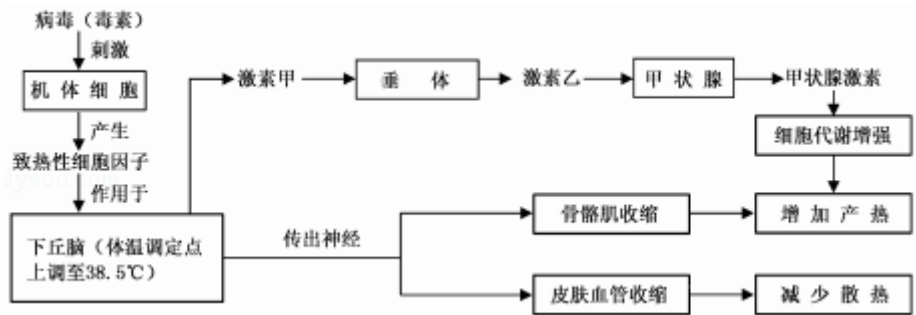 病毒（毒素）
刺激
机体细胞
产生
致热性细胞因子
作用于
下丘脑（体温调定点
上调至38.5℃）
激素甲
垂体
激素乙
甲状腺
甲状腺激素
细胞代谢增强
传出神经
骨骼肌收缩
增加产热
皮肤血管收缩
减少散热